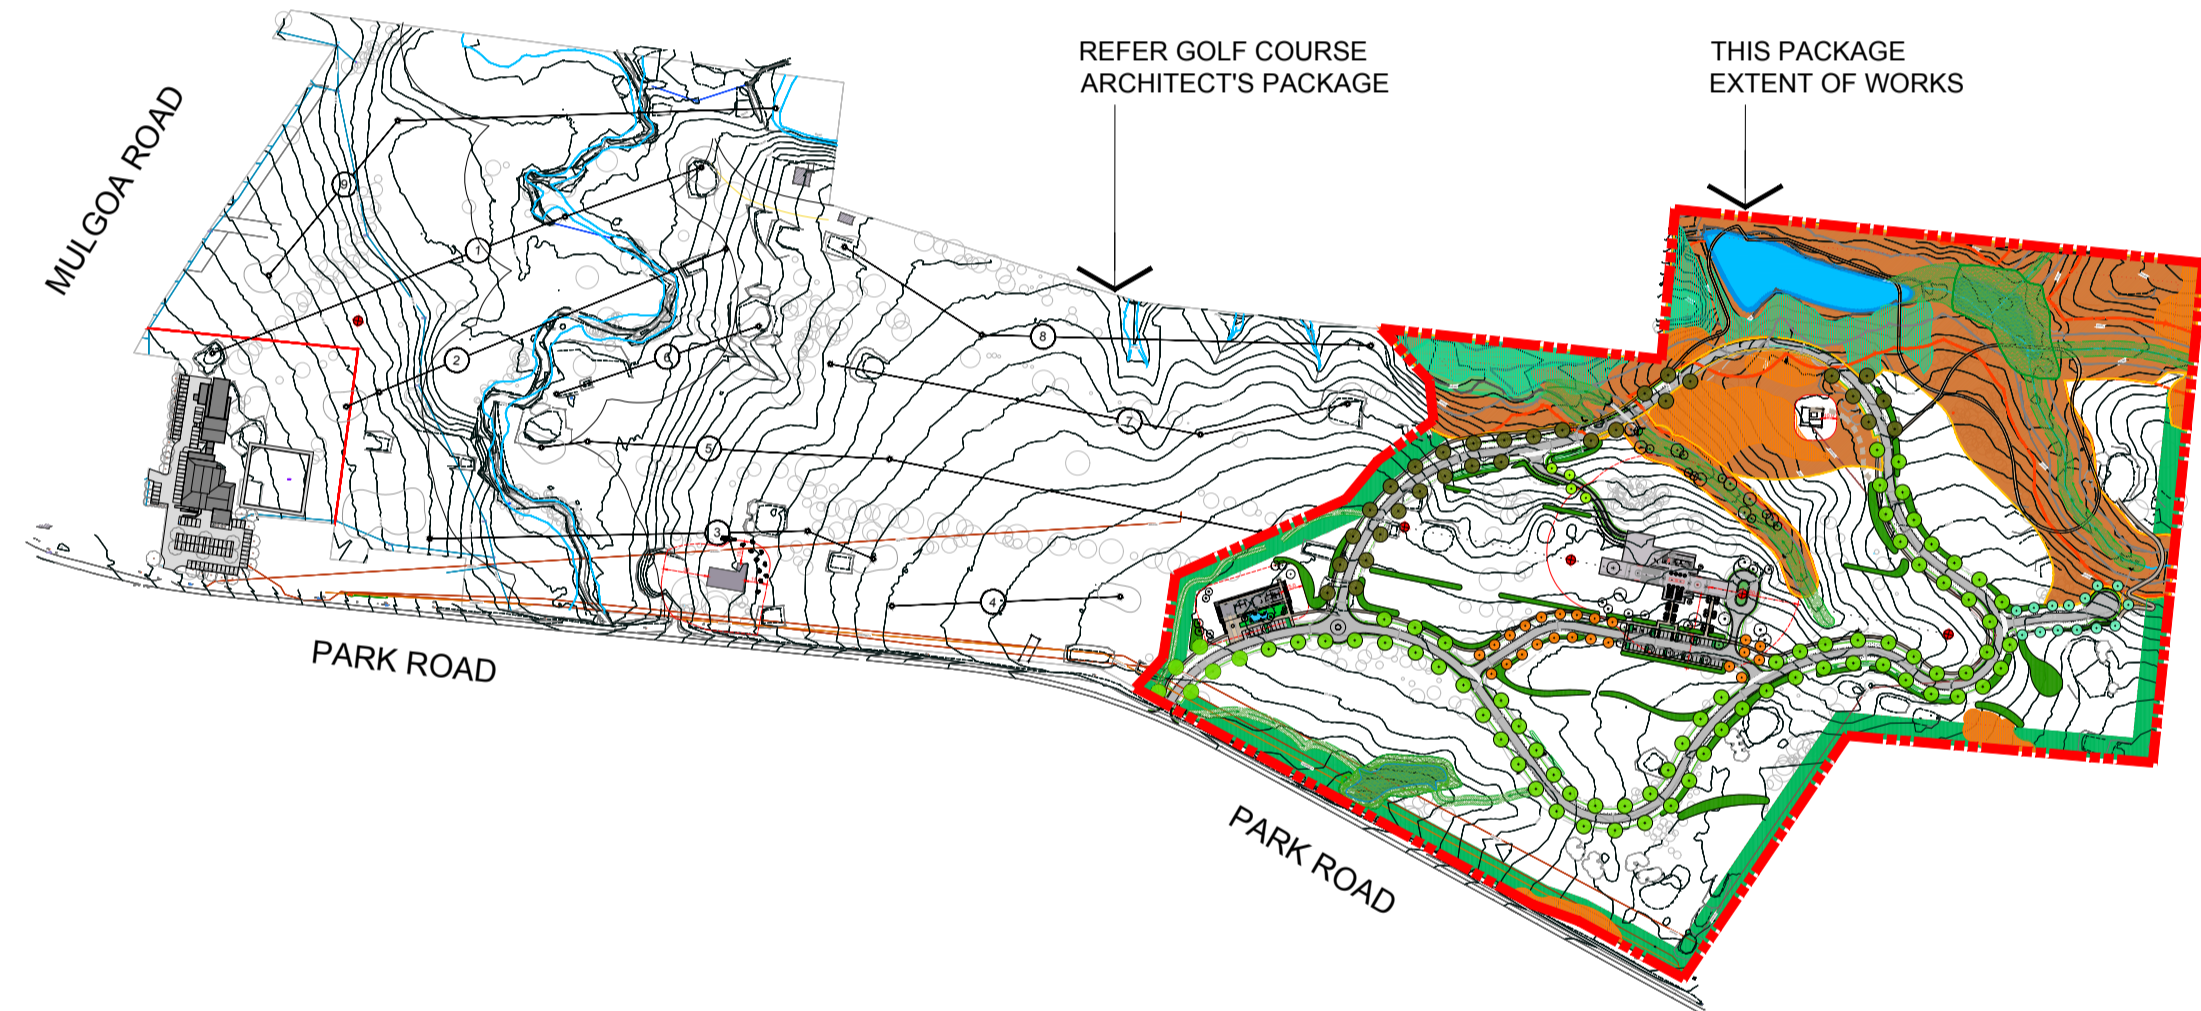 REFER GOLF COURSE
ARCHITECT'S PACKAGE
THIS PACKAGE
EXTENT OF WORKS
MULGOA ROAD
9
1
2
6
8
7
5
3
4
PARK ROAD
PARK ROAD